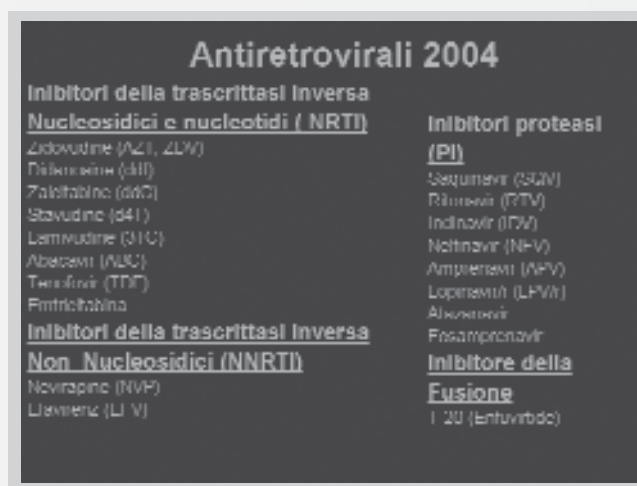 Antiretrovirali 2004
Inibitori della trascrittasi inversa
Nucleosidici e nucleotidi ( NRTI)
Zidovudine (AZT, ZDV)
Didanosine (ddI)
Zalcitabine (ddC)
Stavudine (d4T)
Lamivudine (3TC)
Abacavir (ABC)
Tenofovir (TDF)
Emtricitabina
Inibitori della trascrittasi inversa
Non Nucleosidici (NNRTI)
Nevirapine (NVP)
Efavirenz (EFV)
Inibitori proteasi
(PI)
Saquinavir (SQV)
Ritonavir (RTV)
Indinavir (IDV)
Nelfinavir (NFV)
Amprenavir (APV)
Lopinavir/r (LPV/r)
Atazanavir
Fosamprenavir
Inibitore della
Fusione
T 20 (Enfuvirtide)